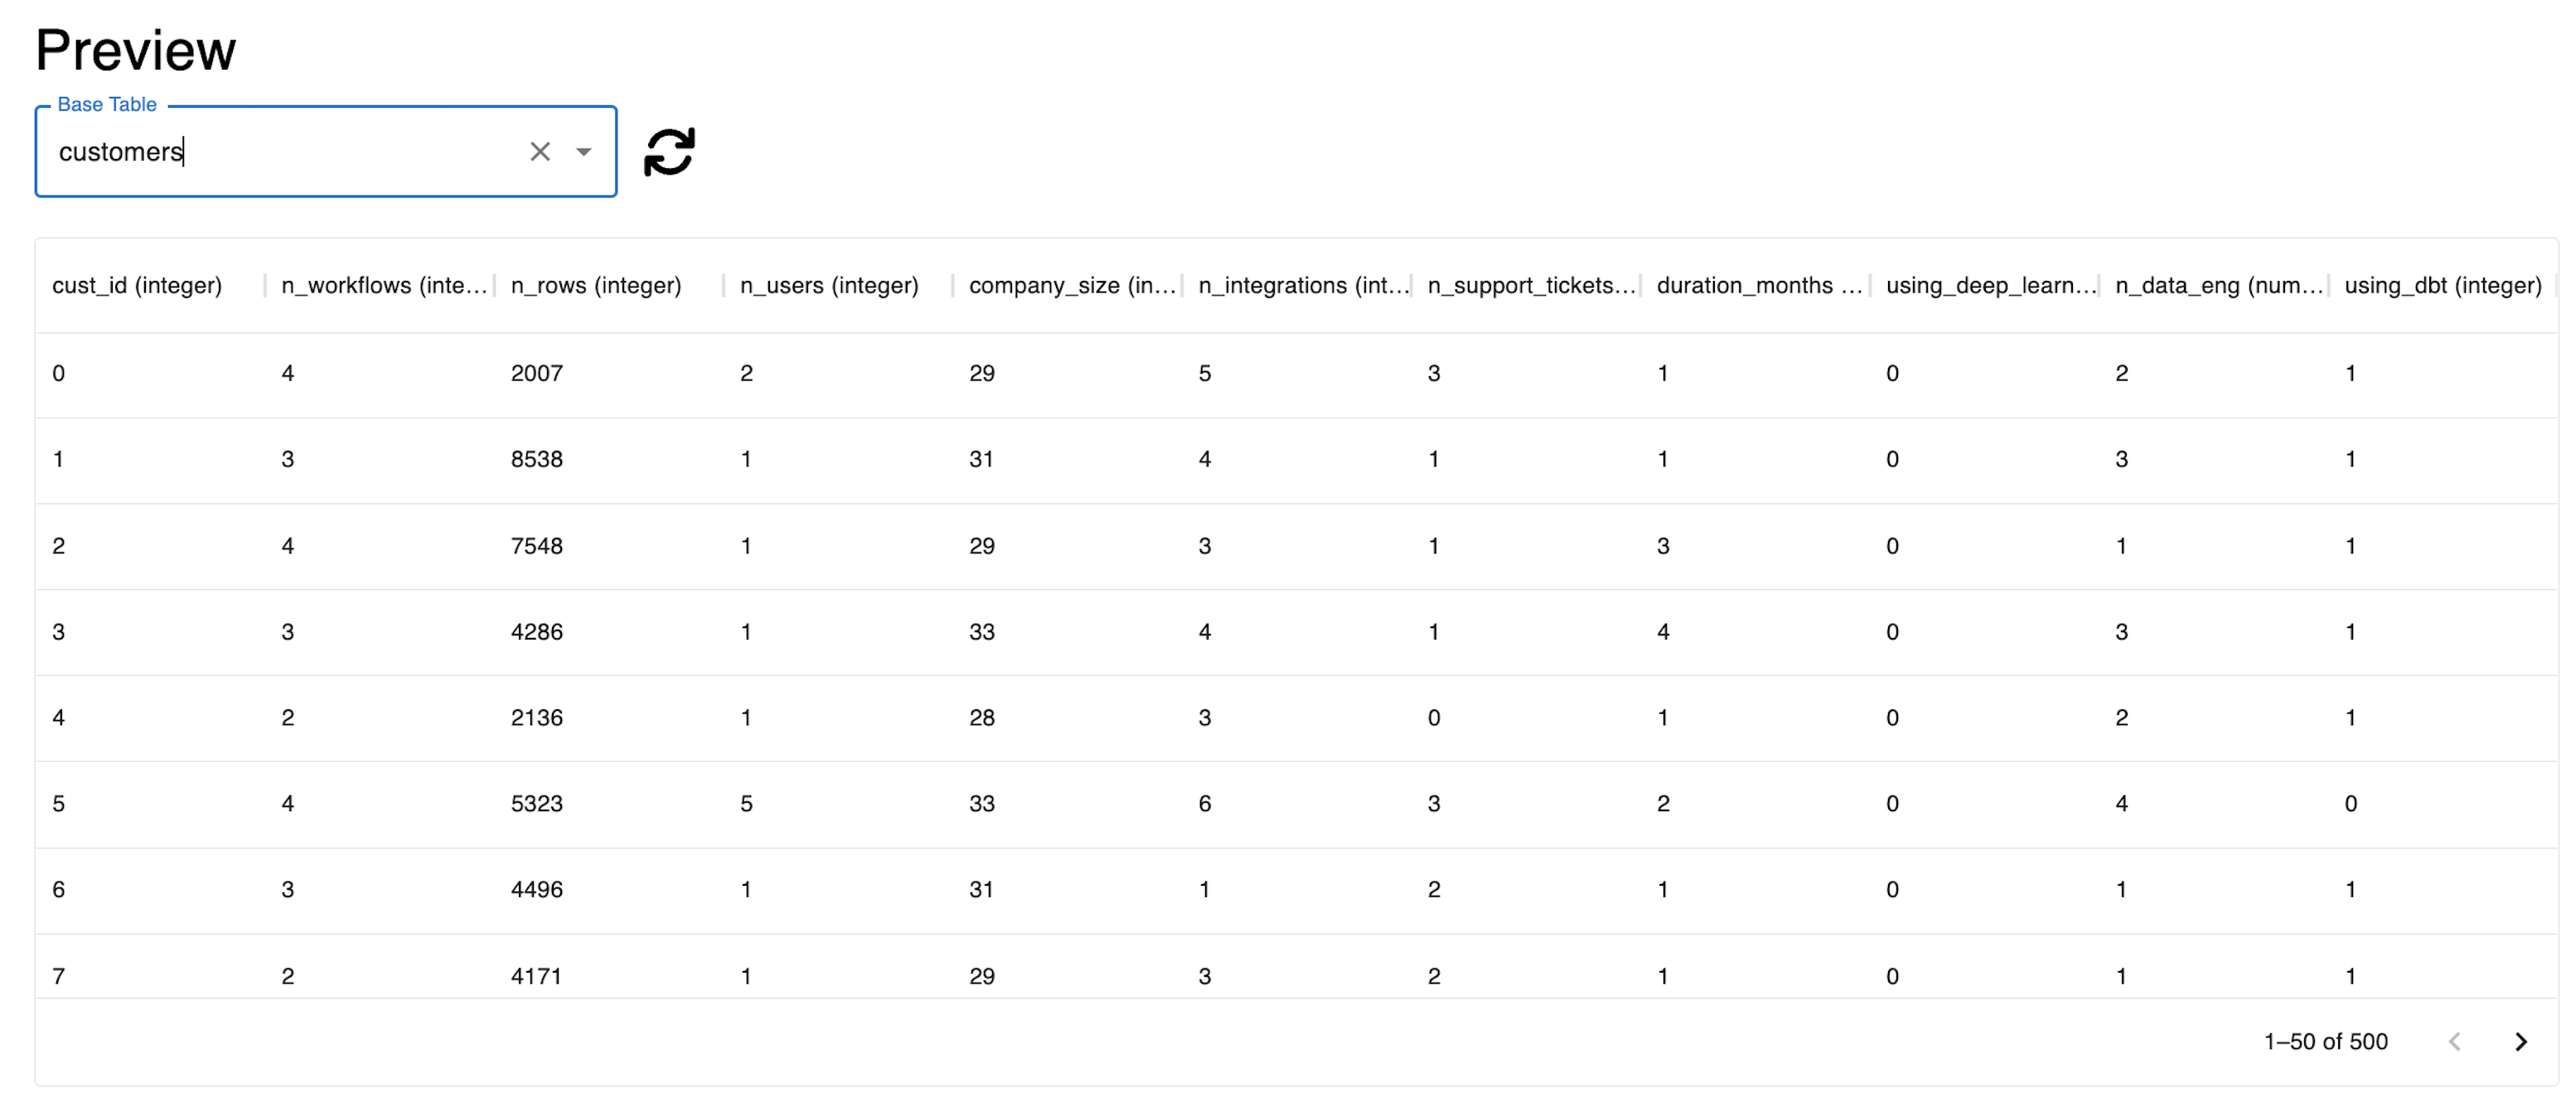 Preview
Base Table
customers
cust_id (integer) n_workflows (inte... n_rows (integer) n_users (integer) company_size (in... n_integrations (int... n_support_tickets... duration_months ... using_deep_learn... n_data_eng (num... using_dbt (integer)
0 4 2007 2 29 5 3 1 0 2 1
1 3 8538 1 31 4 1 1 0 3 1
2 4 7548 1 29 3 1 3 0 1 1
3 3 4286 1 33 4 1 4 0 3 1
4 2 2136 1 28 3 0 1 0 2 1
5 4 5323 5 33 6 3 2 0 4 0
6 3 4496 1 31 1 2 1 0 1 1
7 2 4171 1 29 3 2 1 0 1 1
1–50 of 500